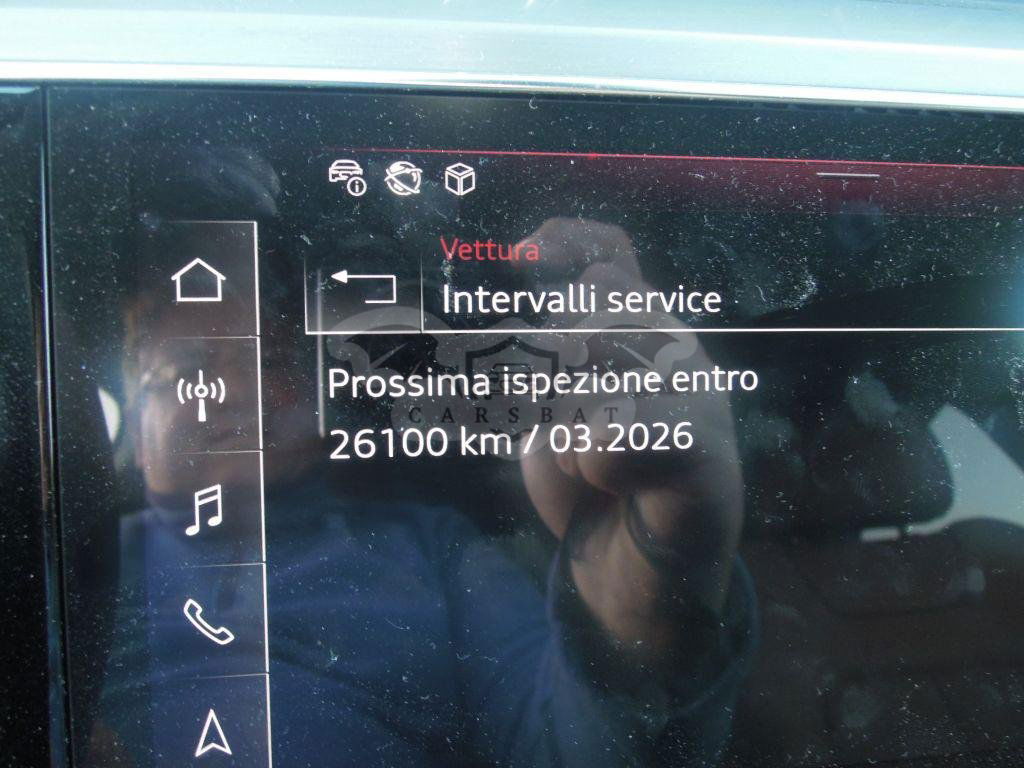 Vettura
Intervalli service
Prossima ispezione entro
CARSBAT
26100 km / 03.2026